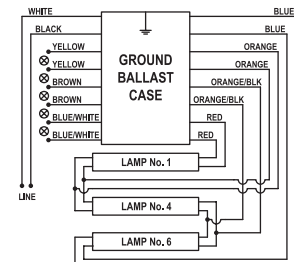 WHITE
BLUE
BLACK
BLUE
YELLOW
ORANGE
YELLOW
ORANGE
BROWN
ORANGE/BLK
BROWN
ORANGE/BLK
BLUE/WHITE
RED
BLUE/WHITE
RED
GROUND
BALLAST
CASE
LAMP No. 1
LINE
LAMP No. 4
LAMP No. 6